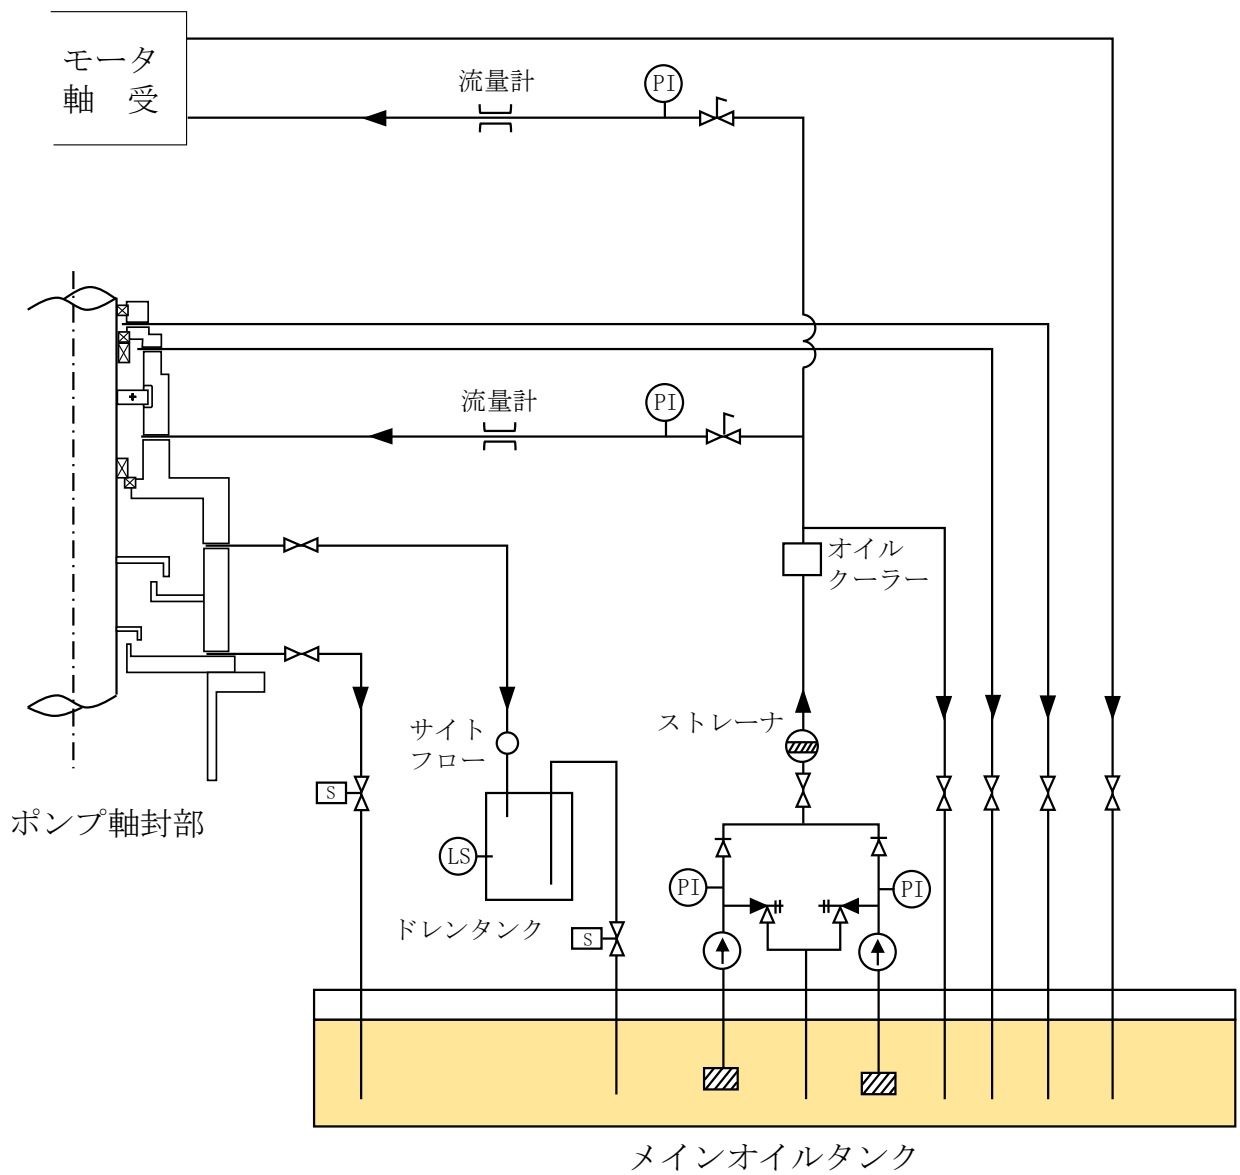 モータ
軸 受
流量計
PI
流量計
PI
オイル
クーラー
サイト
フロー
ストレーナ
S
ポンプ軸封部
LS
PI
PI
ドレンタンク
S
メインオイルタンク